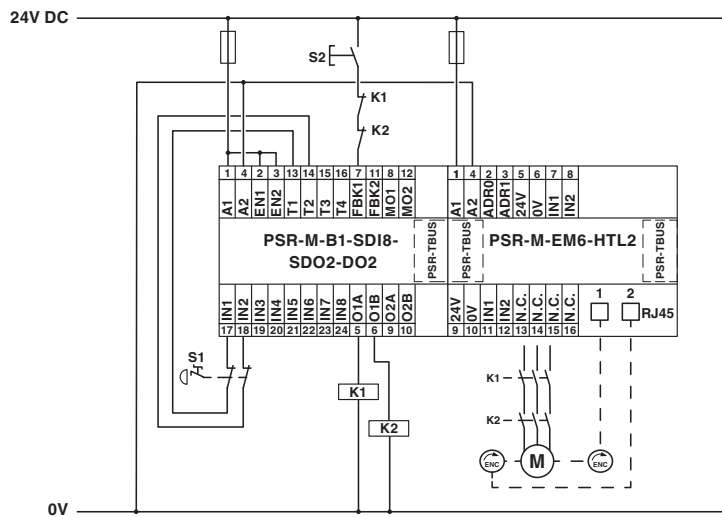 24V DC
S2
K1
K2
1 4 2 3 13 14 15 16 7 11 8 12
A1 A2 EN1 EN2 T1 T2 T3 T4 FBK1 FBK2 MO1 MO2
1 4 2 3 5 6 7 8
A1 A2 ADR0 ADR1 24V 0V IN1 IN2
PSR-M-B1-SDI8-
SDO2-DO2
PSR-TBUS
PSR-TBUS
PSR-M-EM6-HTL2
PSR-TBUS
IN1 IN2 IN3 IN4 IN5 IN6 IN7 IN8 O1A O1B O2A O2B
17 18 19 20 21 22 23 24 5 6 9 10
24V 0V IN1 IN2 N.C. N.C. N.C. N.C.
9 10 11 12 13 14 15 16
1 2
RJ45
S1
K1
K2
K1
K2
ENC
M
ENC
0V